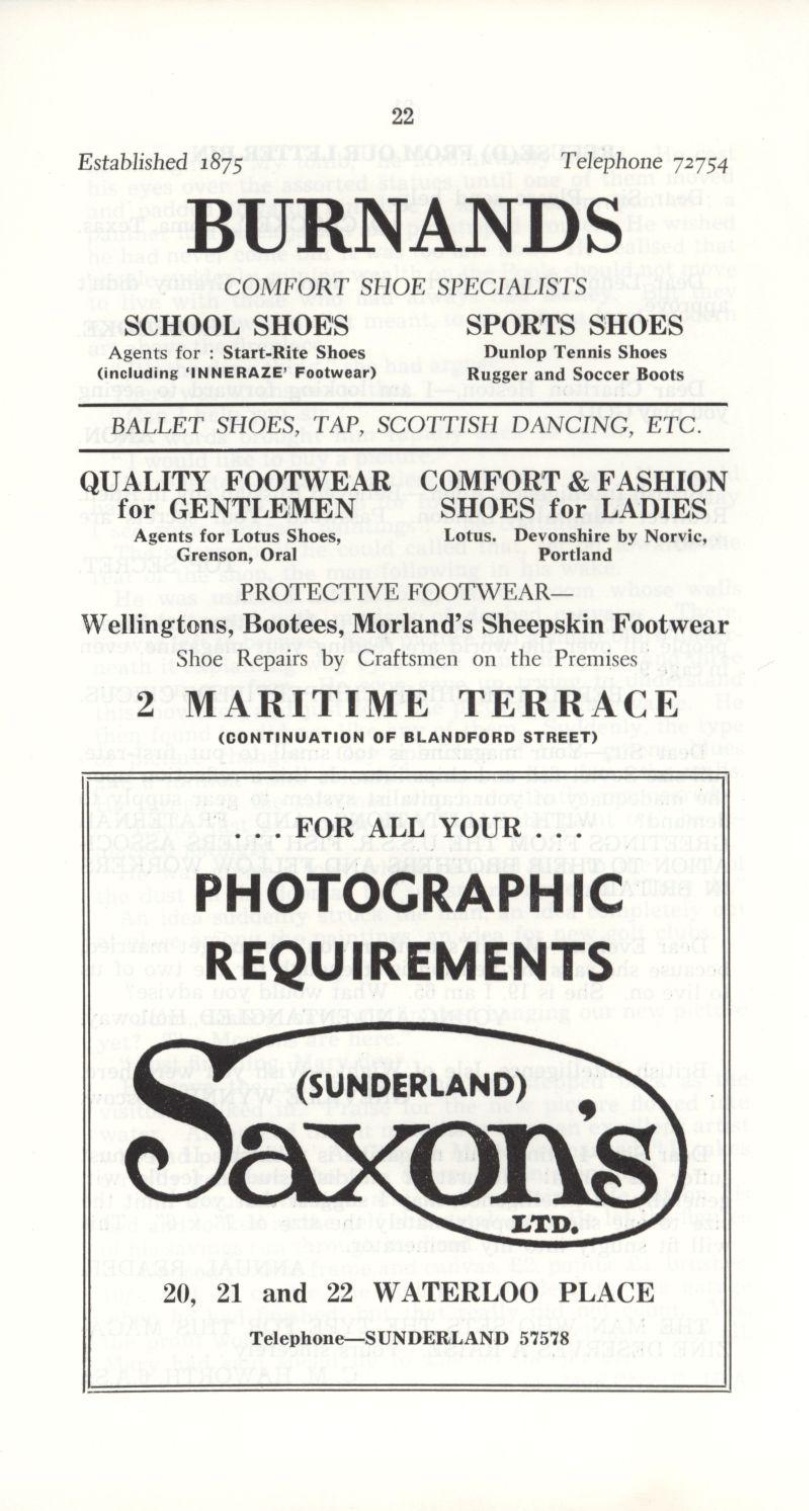 22
Established 1875 Telephone 72754
BURNANDS
COMFORT SHOE SPECIALISTS
SCHOOL SHOES
Agents for : Start-Rite Shoes
(including 'INNERAZE' Footwear)
SPORTS SHOES
Dunlop Tennis Shoes
Rugger and Soccer Boots
BALLET SHOES, TAP, SCOTTISH DANCING, ETC.
QUALITY FOOTWEAR
for GENTLEMEN
Agents for Lotus Shoes,
Grenson, Oral
COMFORT & FASHION
SHOES for LADIES
Lotus. Devonshire by Norvic,
Portland
PROTECTIVE FOOTWEAR—
Wellingtons, Bootees, Morland's Sheepskin Footwear
Shoe Repairs by Craftsmen on the Premises
2 MARITIME TERRACE
(CONTINUATION OF BLANDFORD STREET)
. . . FOR ALL YOUR . . .
PHOTOGRAPHIC
REQUIREMENTS
(SUNDERLAND)
Saxon's
LTD.
20, 21 and 22 WATERLOO PLACE
Telephone—SUNDERLAND 57578